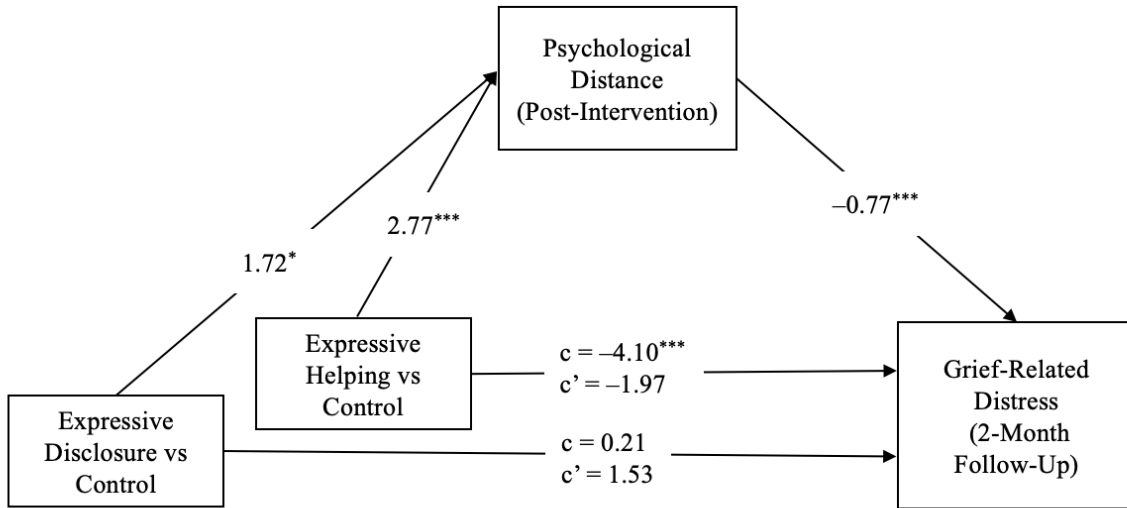 Psychological
Distance
(Post-Intervention)
–0.77***
2.77***
1.72*
Expressive
Helping vs
Control
c = –4.10***
c’ = –1.97
Grief-Related
Distress
(2-Month
Follow-Up)
Expressive
Disclosure vs
Control
c = 0.21
c’ = 1.53